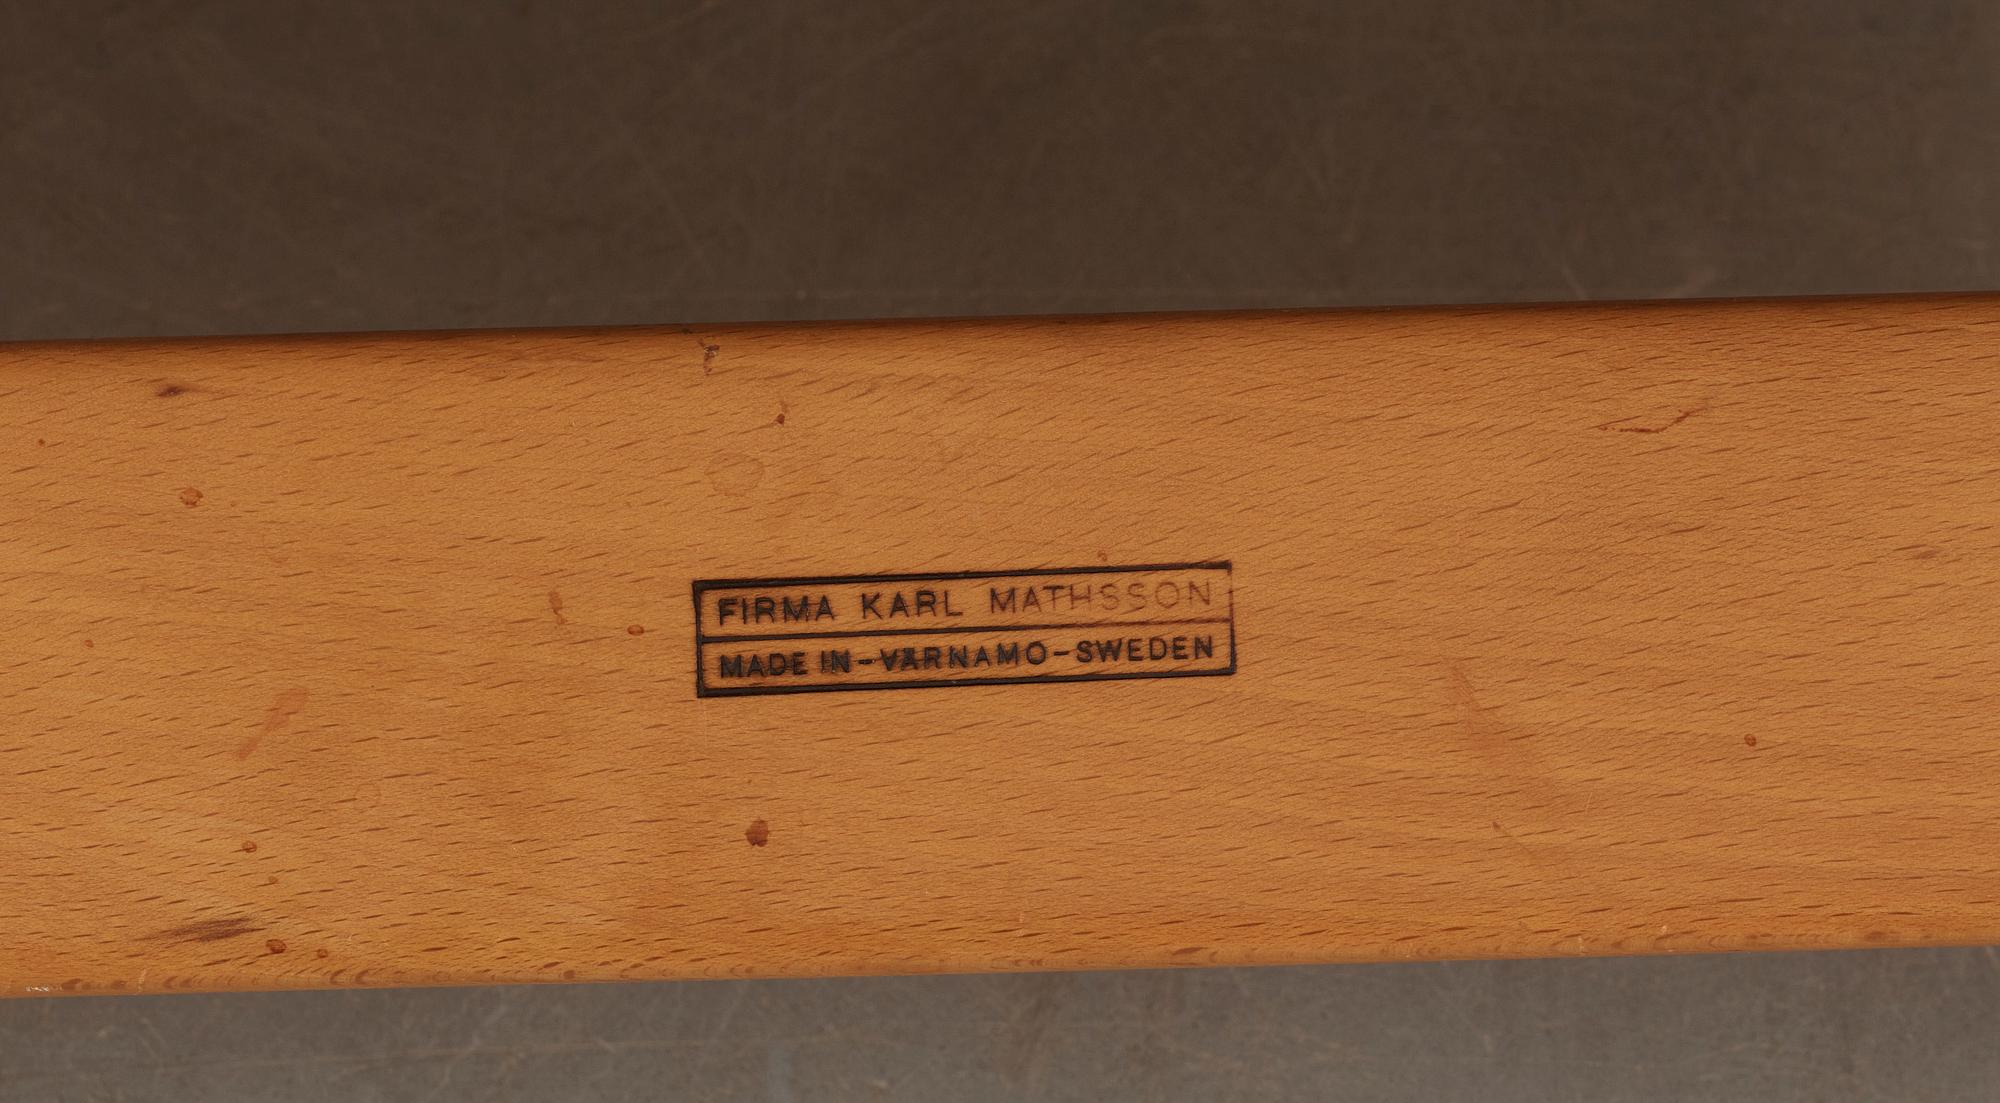 FIRMA KARL MATHSSON
MADE IN-VÄRNAMO-SWEDEN